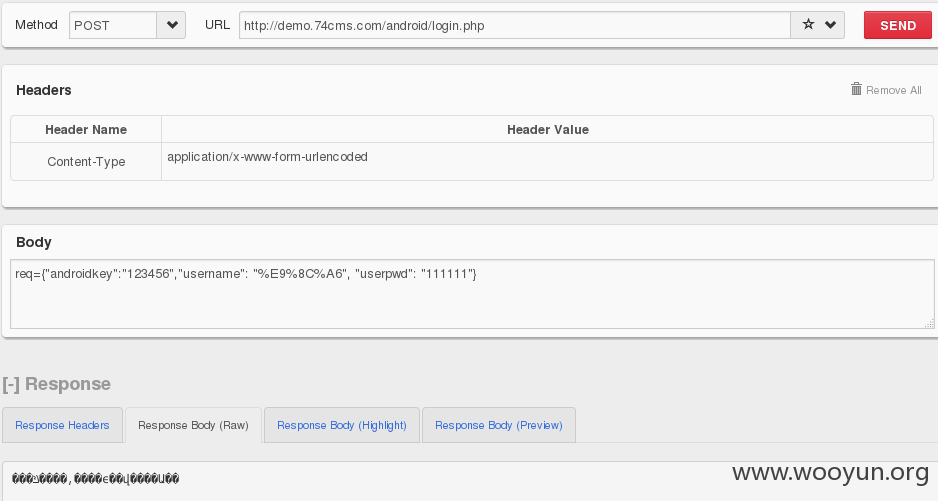 Method POST URL http://demo.74cms.com/android/login.php SEND
Headers Remove All
Header Name Header Value
Content-Type application/x-www-form-urlencoded
Body
req={"androidkey":"123456","username": "%E9%8C%A6", "userpwd": "111111"}
[-] Response
Response Headers Response Body (Raw) Response Body (Highlight) Response Body (Preview)
www.wooyun.org